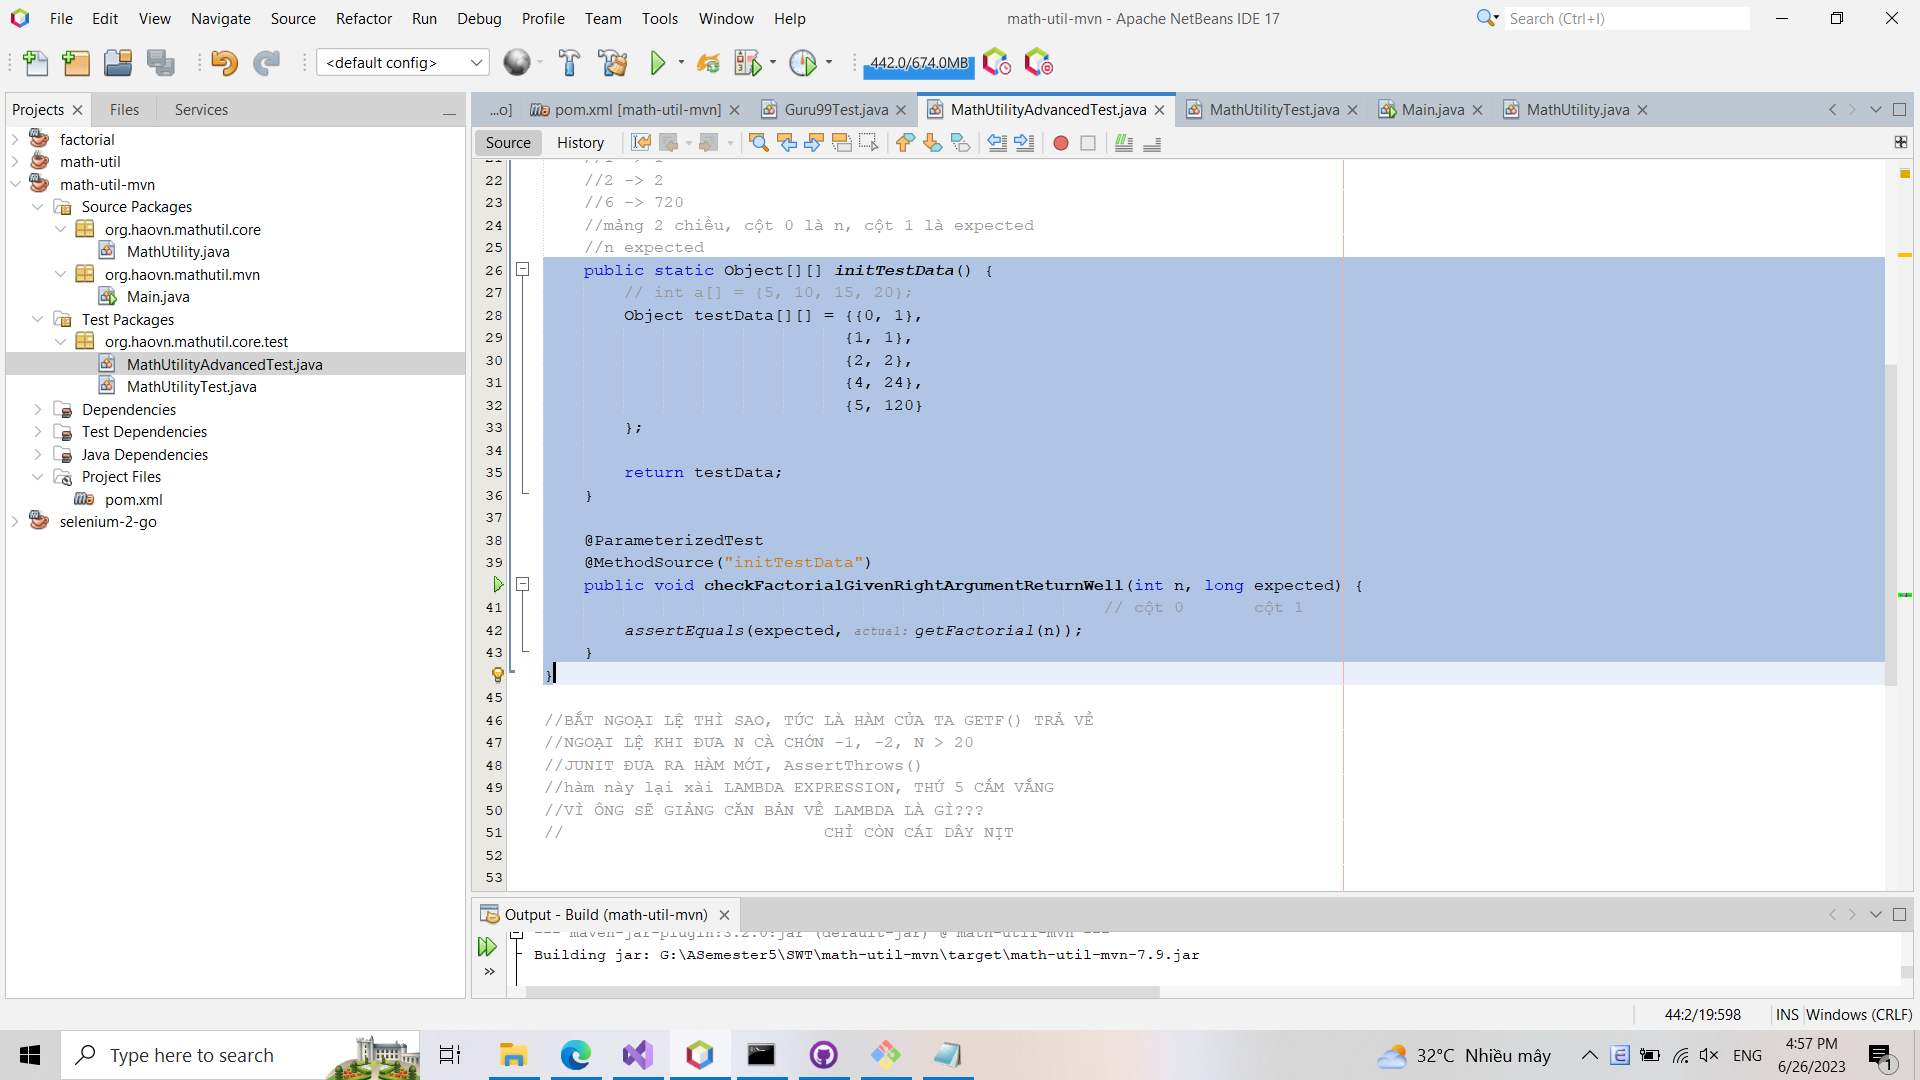 File Edit View Navigate Source Refactor Run Debug Profile Team Tools Window Help
math-util-mvn - Apache NetBeans IDE 17
Search (Ctrl+I)
<default config>
442.0/674.0MB
Projects Files Services
factorial
math-util
math-util-mvn
Source Packages
org.haovn.mathutil.core
MathUtility.java
org.haovn.mathutil.mvn
Main.java
Test Packages
org.haovn.mathutil.core.test
MathUtilityAdvancedTest.java
MathUtilityTest.java
Dependencies
Test Dependencies
Java Dependencies
Project Files
pom.xml
selenium-2-go
...o] pom.xml [math-util-mvn] Guru99Test.java MathUtilityAdvancedTest.java MathUtilityTest.java Main.java MathUtility.java
Source History
22 //2 -> 2
23 //6 -> 720
24 //mảng 2 chiều, cột 0 là n, cột 1 là expected
25 //n expected
26 public static Object[][] initTestData() {
27 // int a[] = {5, 10, 15, 20};
28 Object testData[][] = {{0, 1},
29 {1, 1},
30 {2, 2},
31 {4, 24},
32 {5, 120}
33 };
34
35 return testData;
36 }
37
38 @ParameterizedTest
39 @MethodSource("initTestData")
public void checkFactorialGivenRightArgumentReturnWell(int n, long expected) {
41 // cột 0 cột 1
42 assertEquals(expected, actual: getFactorial(n));
43 }
}
45
46 //BẮT NGOẠI LỆ THÌ SAO, TỨC LÀ HÀM CỦA TA GETF() TRẢ VỀ
47 //NGOẠI LỆ KHI ĐƯA N CÀ CHỚN -1, -2, N > 20
48 //JUNIT ĐƯA RA HÀM MỚI, AssertThrows()
49 //hàm này lại xài LAMBDA EXPRESSION, THỨ 5 CẤM VẮNG
50 //VÌ ÔNG SẼ GIẢNG CĂN BẢN VỀ LAMBDA LÀ GÌ???
51 // CHỈ CÒN CÁI DÂY NỊT
52
53
Output - Build (math-util-mvn)
--- maven-jar-plugin:3.2.0:jar (default-jar) @ math-util-mvn ---
Building jar: G:\ASemester5\SWT\math-util-mvn\target\math-util-mvn-7.9.jar
44:2/19:598 INS Windows (CRLF)
Type here to search
32°C Nhiều mây
ENG
4:57 PM
6/26/2023
1